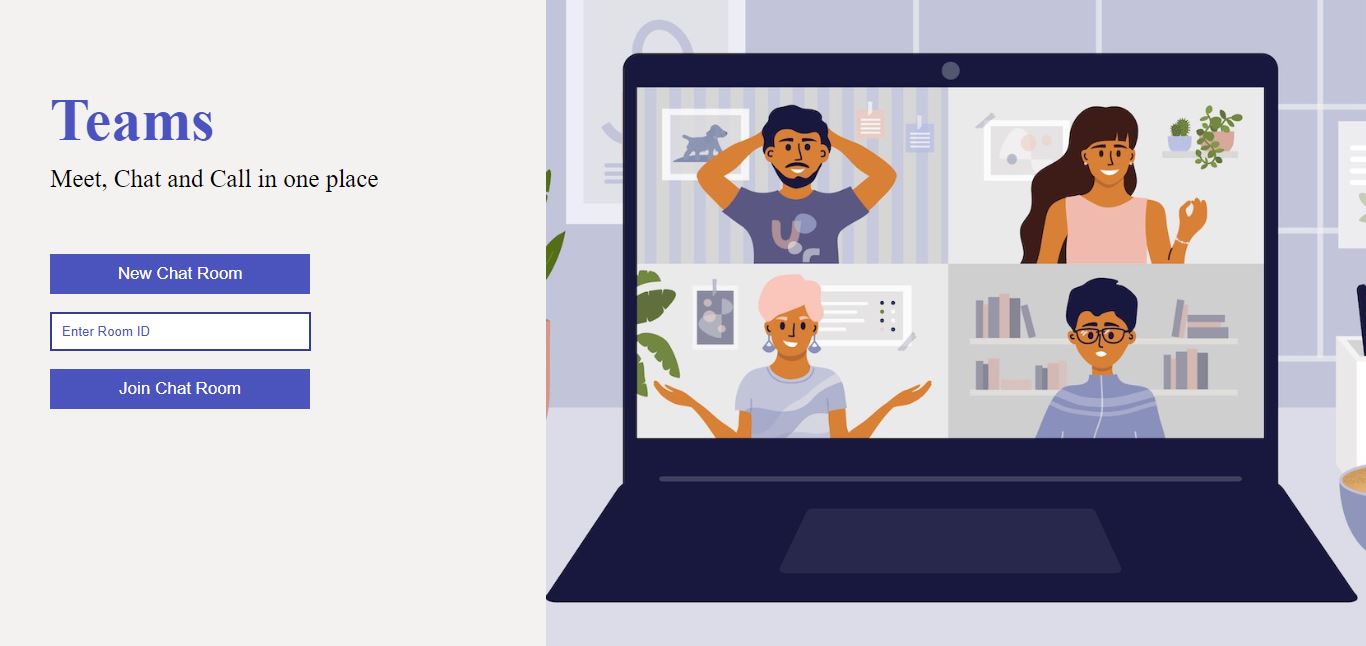 Teams
Meet, Chat and Call in one place
New Chat Room
Enter Room ID
Join Chat Room